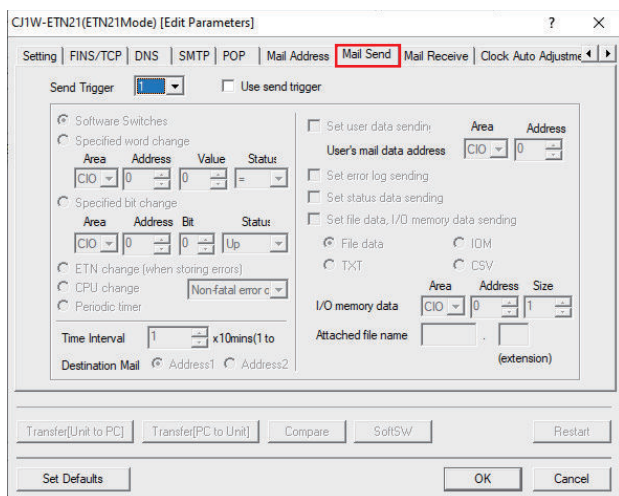 CJ1W-ETN21(ETN21Mode) [Edit Parameters]
Setting FINS/TCP DNS SMTP POP Mail Address Mail Send Mail Receive Clock Auto Adjustme
Send Trigger 1 Use send trigger
Software Switches
Specified word change
Area Address Value Status
CIO 0 0 =
Specified bit change
Area Address Bit Status
CIO 0 0 Up
ETN change (when storing errors)
CPU change Non-fatal error o
Periodic timer
Time Interval 1 x10mins(1 to
Destination Mail Address1 Address2
Set user data sending Area Address
User's mail data address CIO 0
Set error log sending
Set status data sending
Set file data, I/O memory data sending
File data IOM
TXT CSV
Area Address Size
I/O memory data CIO 0 1
Attached file name .
(extension)
Transfer[Unit to PC] Transfer[PC to Unit] Compare SoftSW Restart
Set Defaults OK Cancel